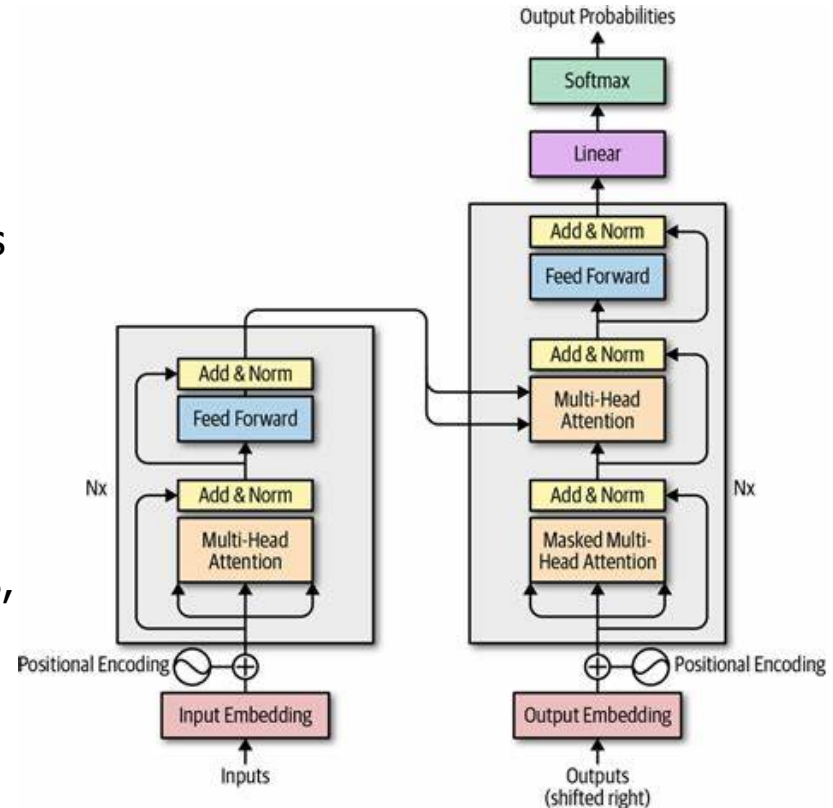 Output Probabilities
Softmax
Linear
Add & Norm
Feed Forward
Add & Norm
Multi-Head
Attention
Add & Norm
Masked Multi-
Head Attention
Nx
Positional Encoding
Output Embedding
Outputs
(shifted right)
Add & Norm
Feed Forward
Add & Norm
Multi-Head
Attention
Nx
Positional Encoding
Input Embedding
Inputs
s
,